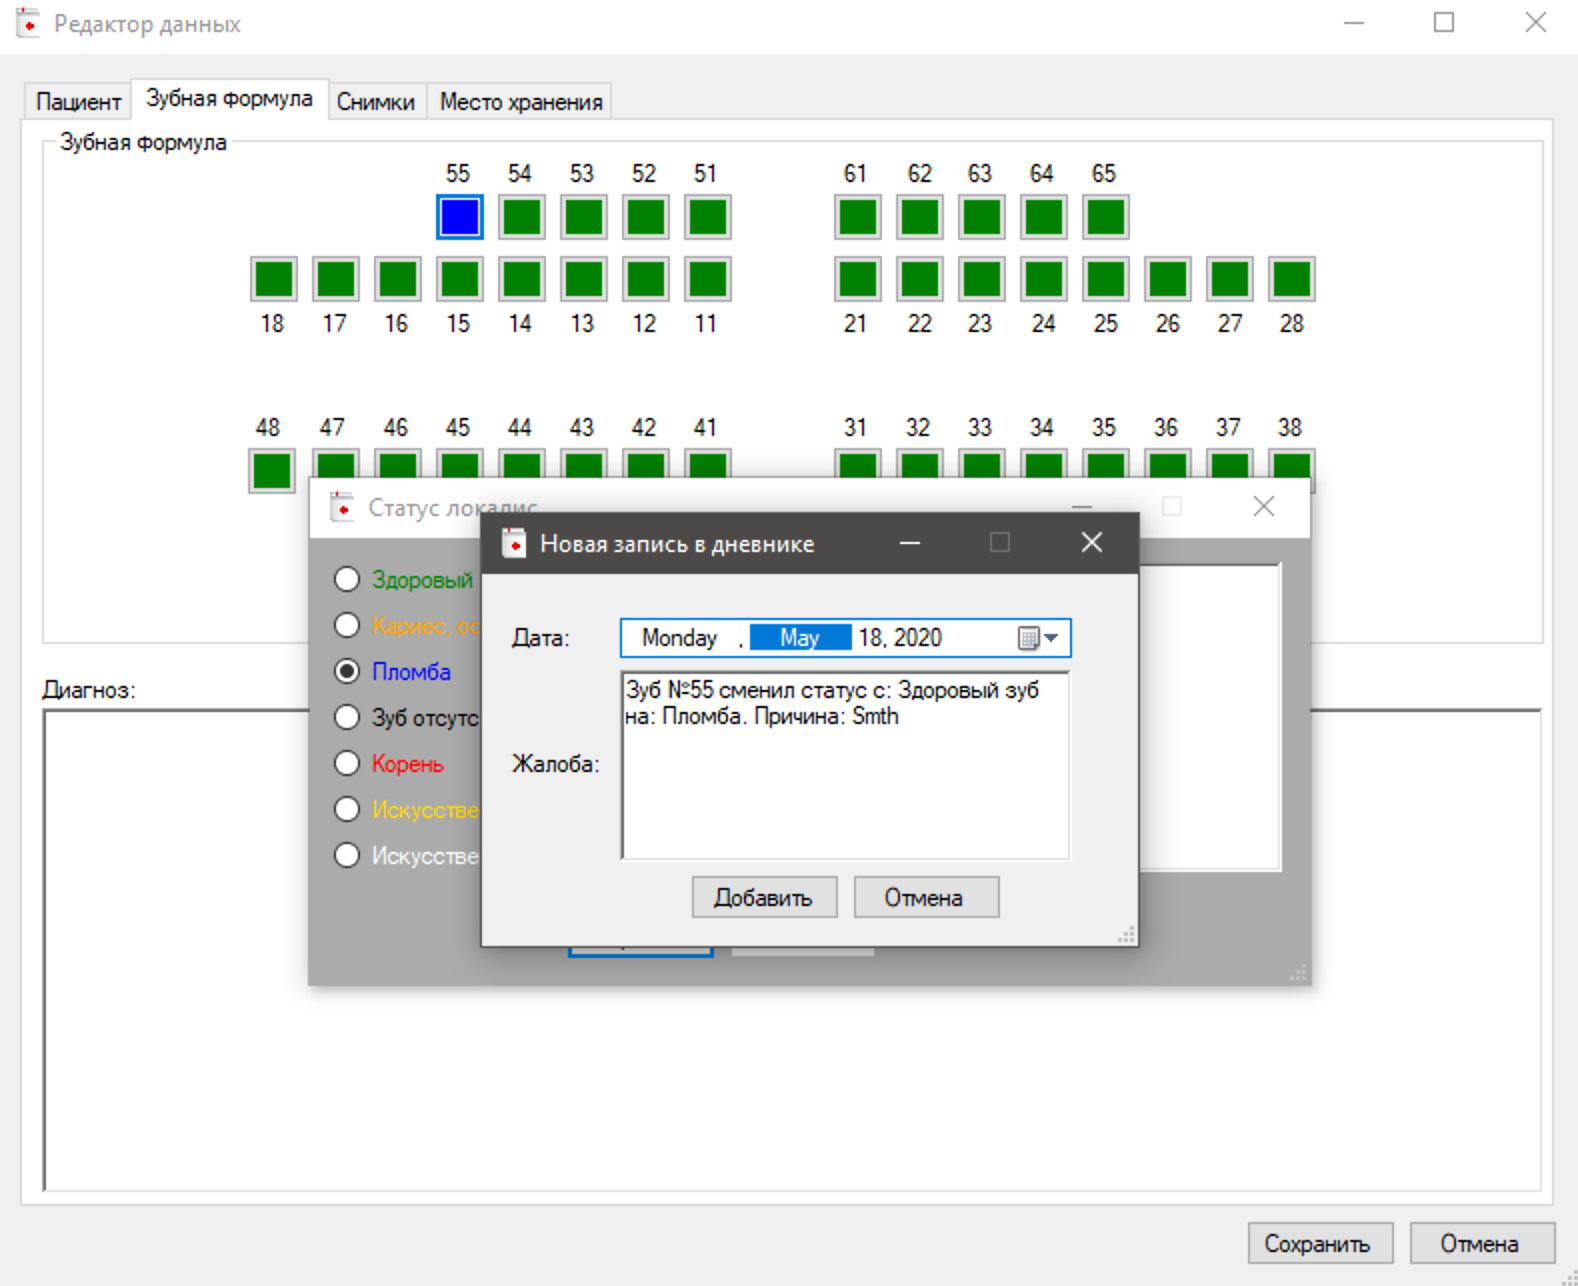 Редактор данных
Пациент Зубная формула Снимки Место хранения
Зубная формула
55 54 53 52 51 61 62 63 64 65
18 17 16 15 14 13 12 11 21 22 23 24 25 26 27 28
48 47 46 45 44 43 42 41 31 32 33 34 35 36 37 38
Статус локалис
Новая запись в дневнике
Здоровый
Кариес, ос
Пломба
Зуб отсутс
Корень
Искусстве
Искусстве
Дата: Monday , May 18, 2020
Зуб №55 сменил статус с: Здоровый зуб
на: Пломба. Причина: Smth
Жалоба:
Добавить Отмена
Диагноз:
Сохранить Отмена